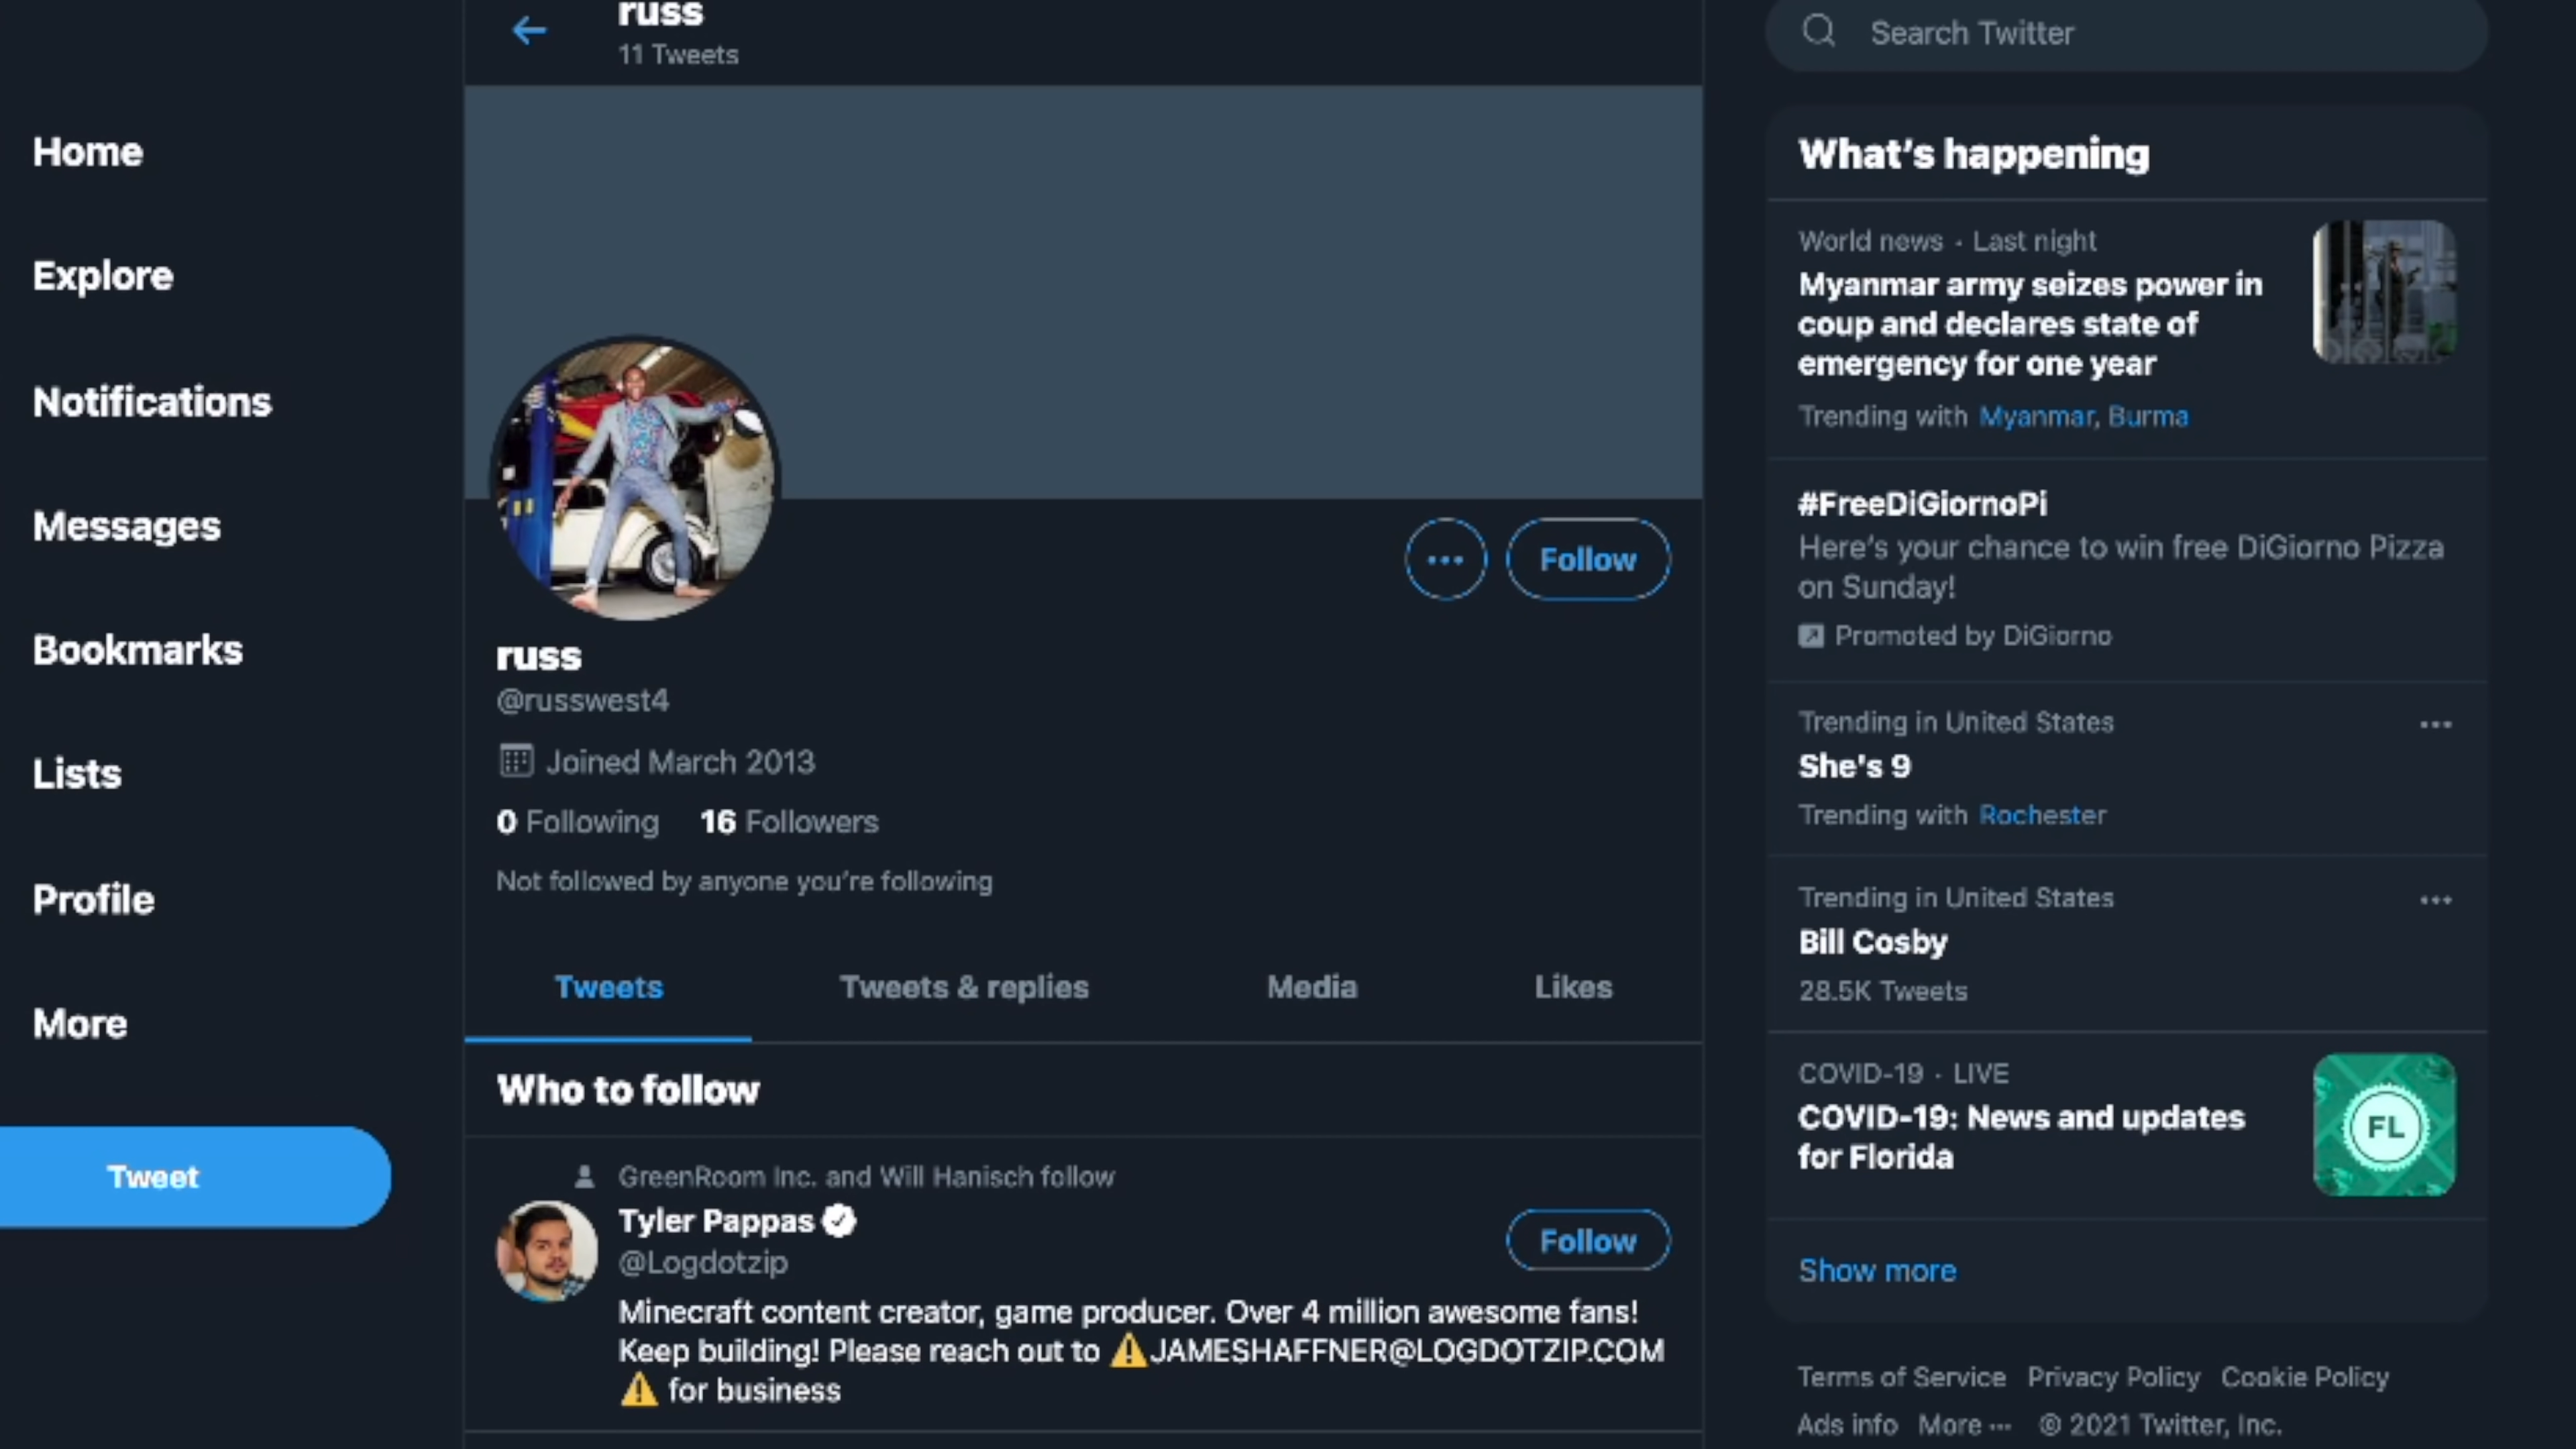 russ
11 Tweets
Home
Explore
Notifications
Messages
Bookmarks
Lists
Profile
More
Tweet
Follow
russ
@russwest4
Joined March 2013
0 Following 16 Followers
Not followed by anyone you're following
Tweets Tweets & replies Media Likes
Who to follow
GreenRoom Inc. and Will Hanisch follow
Tyler Pappas
@Logdotzip
Follow
Minecraft content creator, game producer. Over 4 million awesome fans!
Keep building! Please reach out to ⚠️JAMESHAFFNER@LOGDOTZIP.COM
⚠️ for business
Search Twitter
What's happening
World news · Last night
Myanmar army seizes power in
coup and declares state of
emergency for one year
Trending with Myanmar, Burma
#FreeDiGiornoPi
Here's your chance to win free DiGiorno Pizza
on Sunday!
Promoted by DiGiorno
Trending in United States
She's 9
Trending with Rochester
Trending in United States
Bill Cosby
28.5K Tweets
COVID-19 · LIVE
COVID-19: News and updates
for Florida
FL
Show more
Terms of Service Privacy Policy Cookie Policy
Ads info More ··· © 2021 Twitter, Inc.